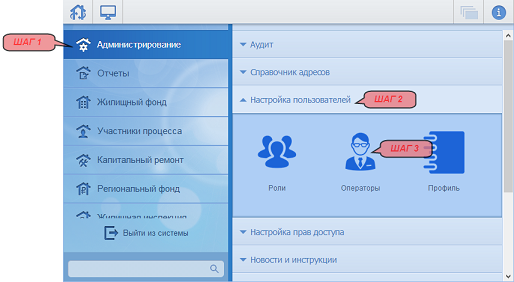 ШАГ 1
Администрирование
Отчеты
Жилищный фонд
Участники процесса
Капитальный ремонт
Региональный фонд
Жилищная инспекция
Выйти из системы
Аудит
Справочник адресов
Настройка пользователей
ШАГ 2
ШАГ 3
Роли
Операторы
Профиль
Настройка прав доступа
Новости и инструкции